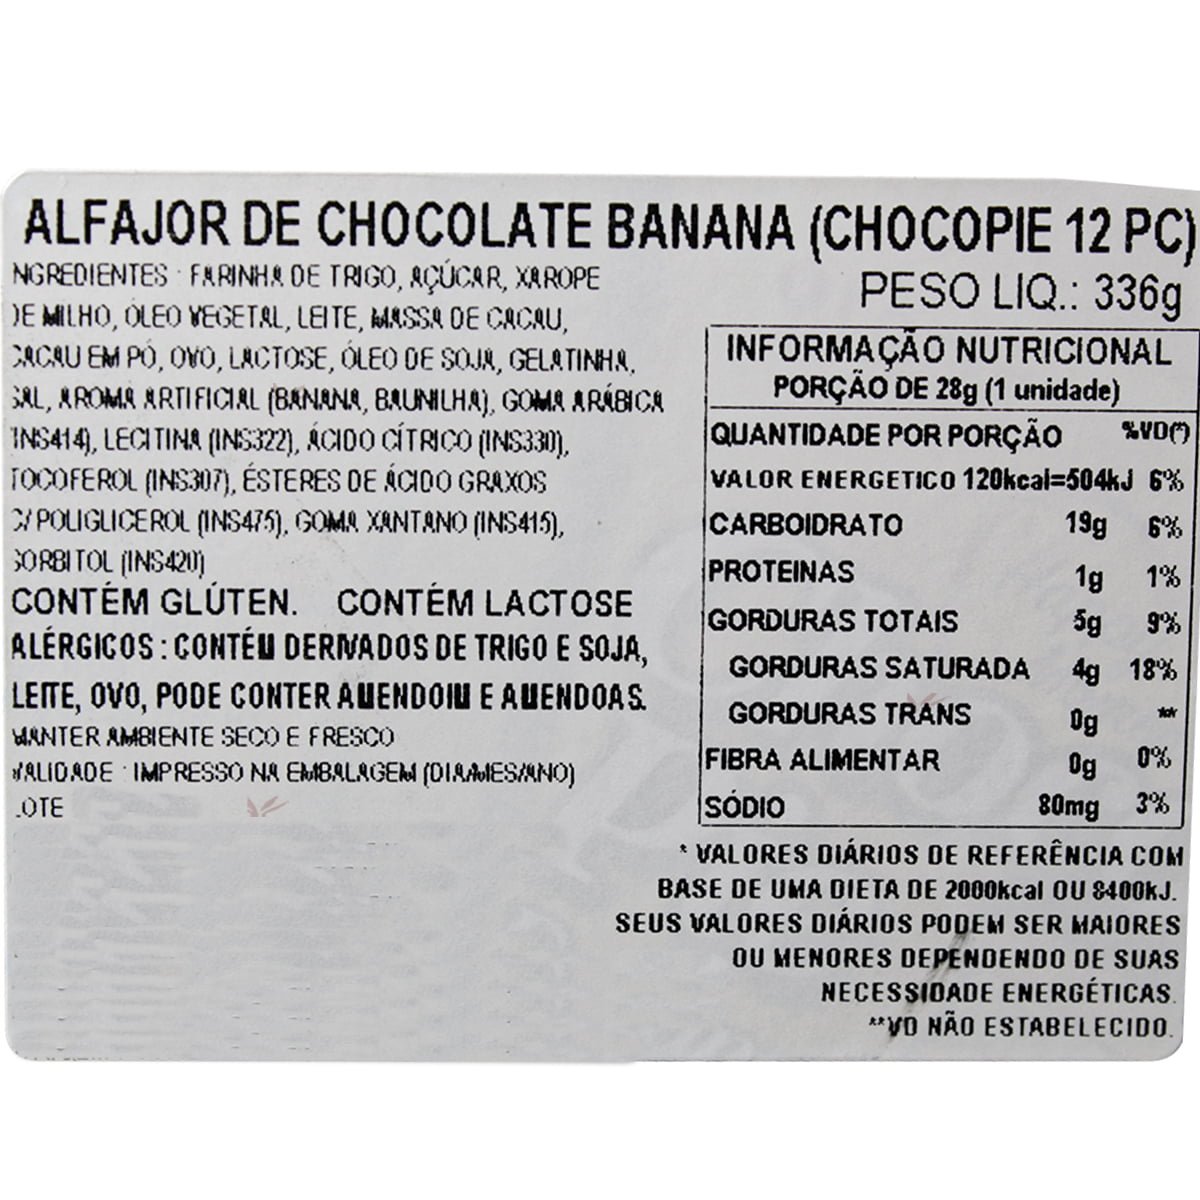 ALFAJOR DE CHOCOLATE BANANA (CHOCOPIE 12 PC)
PESO LIQ.: 336g
NGREDIENTES : FARINHA DE TRIGO, AÇÚCAR, XAROPE
DE MILHO, ÓLEO VEGETAL, LEITE, MASSA DE CACAU,
CACAU EM PÓ, OVO, LACTOSE, ÓLEO DE SOJA, GELATINHA,
SAL, AROMA ARTIFICIAL (BANANA, BAUNILHA), GOMA ARÁBICA
INS414), LECITINA (INS322), ÁCIDO CÍTRICO (INS330),
TOCOFEROL (INS307), ÉSTERES DE ÁCIDO GRAXOS
C/ POLIGLICEROL (INS475), GOMA XANTANO (INS415),
SORBITOL (INS420)
CONTÉM GLÚTEN. CONTÉM LACTOSE
ALÉRGICOS : CONTÉM DERIVADOS DE TRIGO E SOJA,
LEITE, OVO, PODE CONTER AMENDOIM E AMENDOAS.
MANTER AMBIENTE SECO E FRESCO
VALIDADE : IMPRESSO NA EMBALAGEM (DIA/MES/ANO)
LOTE
INFORMAÇÃO NUTRICIONAL
PORÇÃO DE 28g (1 unidade)
QUANTIDADE POR PORÇÃO %VD(*)
VALOR ENERGETICO 120kcal=504kJ 6%
CARBOIDRATO 19g 6%
PROTEINAS 1g 1%
GORDURAS TOTAIS 5g 9%
GORDURAS SATURADA 4g 18%
GORDURAS TRANS 0g **
FIBRA ALIMENTAR 0g 0%
SÓDIO 80mg 3%
* VALORES DIÁRIOS DE REFERÊNCIA COM
BASE DE UMA DIETA DE 2000kcal OU 8400kJ.
SEUS VALORES DIÁRIOS PODEM SER MAIORES
OU MENORES DEPENDENDO DE SUAS
NECESSIDADE ENERGÉTICAS.
**VD NÃO ESTABELECIDO.